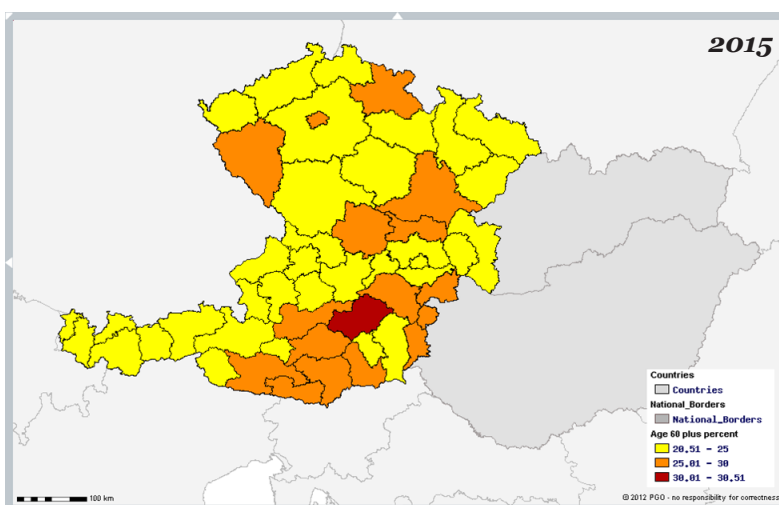 2015
Countries
Countries
National_Borders
National_Borders
Age 60 plus percent
20.51 - 25
25.01 - 30
30.01 - 30.51
100 km
© 2012 PGO - no responsibility for correctness